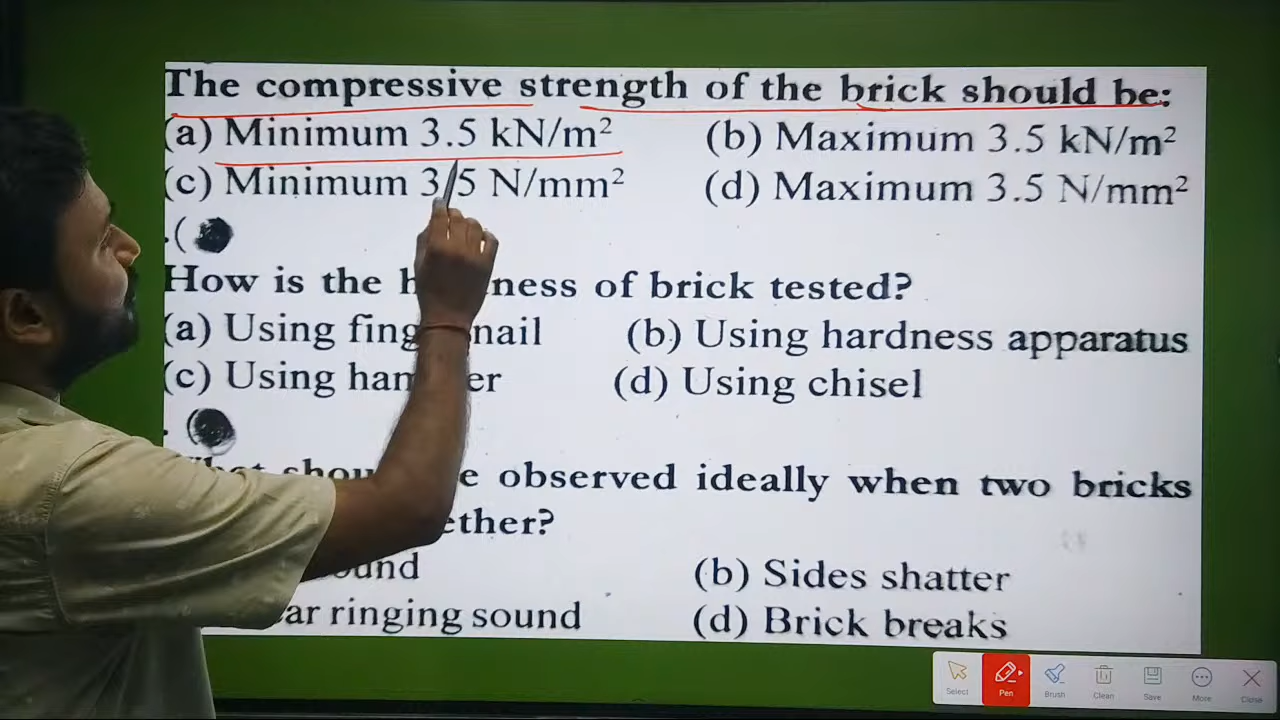 The compressive strength of the brick should be:
(a) Minimum 3.5 kN/m² (b) Maximum 3.5 kN/m²
(c) Minimum 3.5 N/mm² (d) Maximum 3.5 N/mm²
How is the ness of brick tested?
(a) Using fing nail (b) Using hardness apparatus
(c) Using ham er (d) Using chisel
shou e observed ideally when two bricks
ether?
ound (b) Sides shatter
ar ringing sound (d) Brick breaks
Select Pen Brush Clean Save More Close